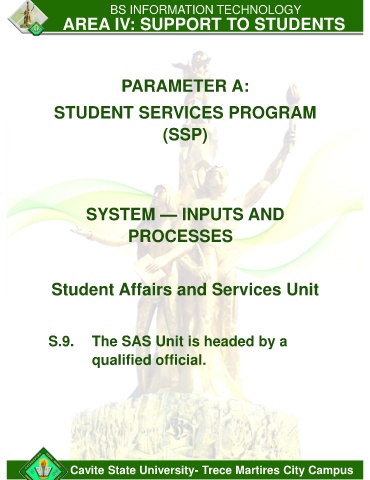 BS INFORMATION TECHNOLOGY
AREA IV: SUPPORT TO STUDENTS
PARAMETER A:
STUDENT SERVICES PROGRAM
(SSP)
SYSTEM — INPUTS AND
PROCESSES
Student Affairs and Services Unit
S.9. The SAS Unit is headed by a
qualified official.
Cavite State University- Trece Martires City Campus